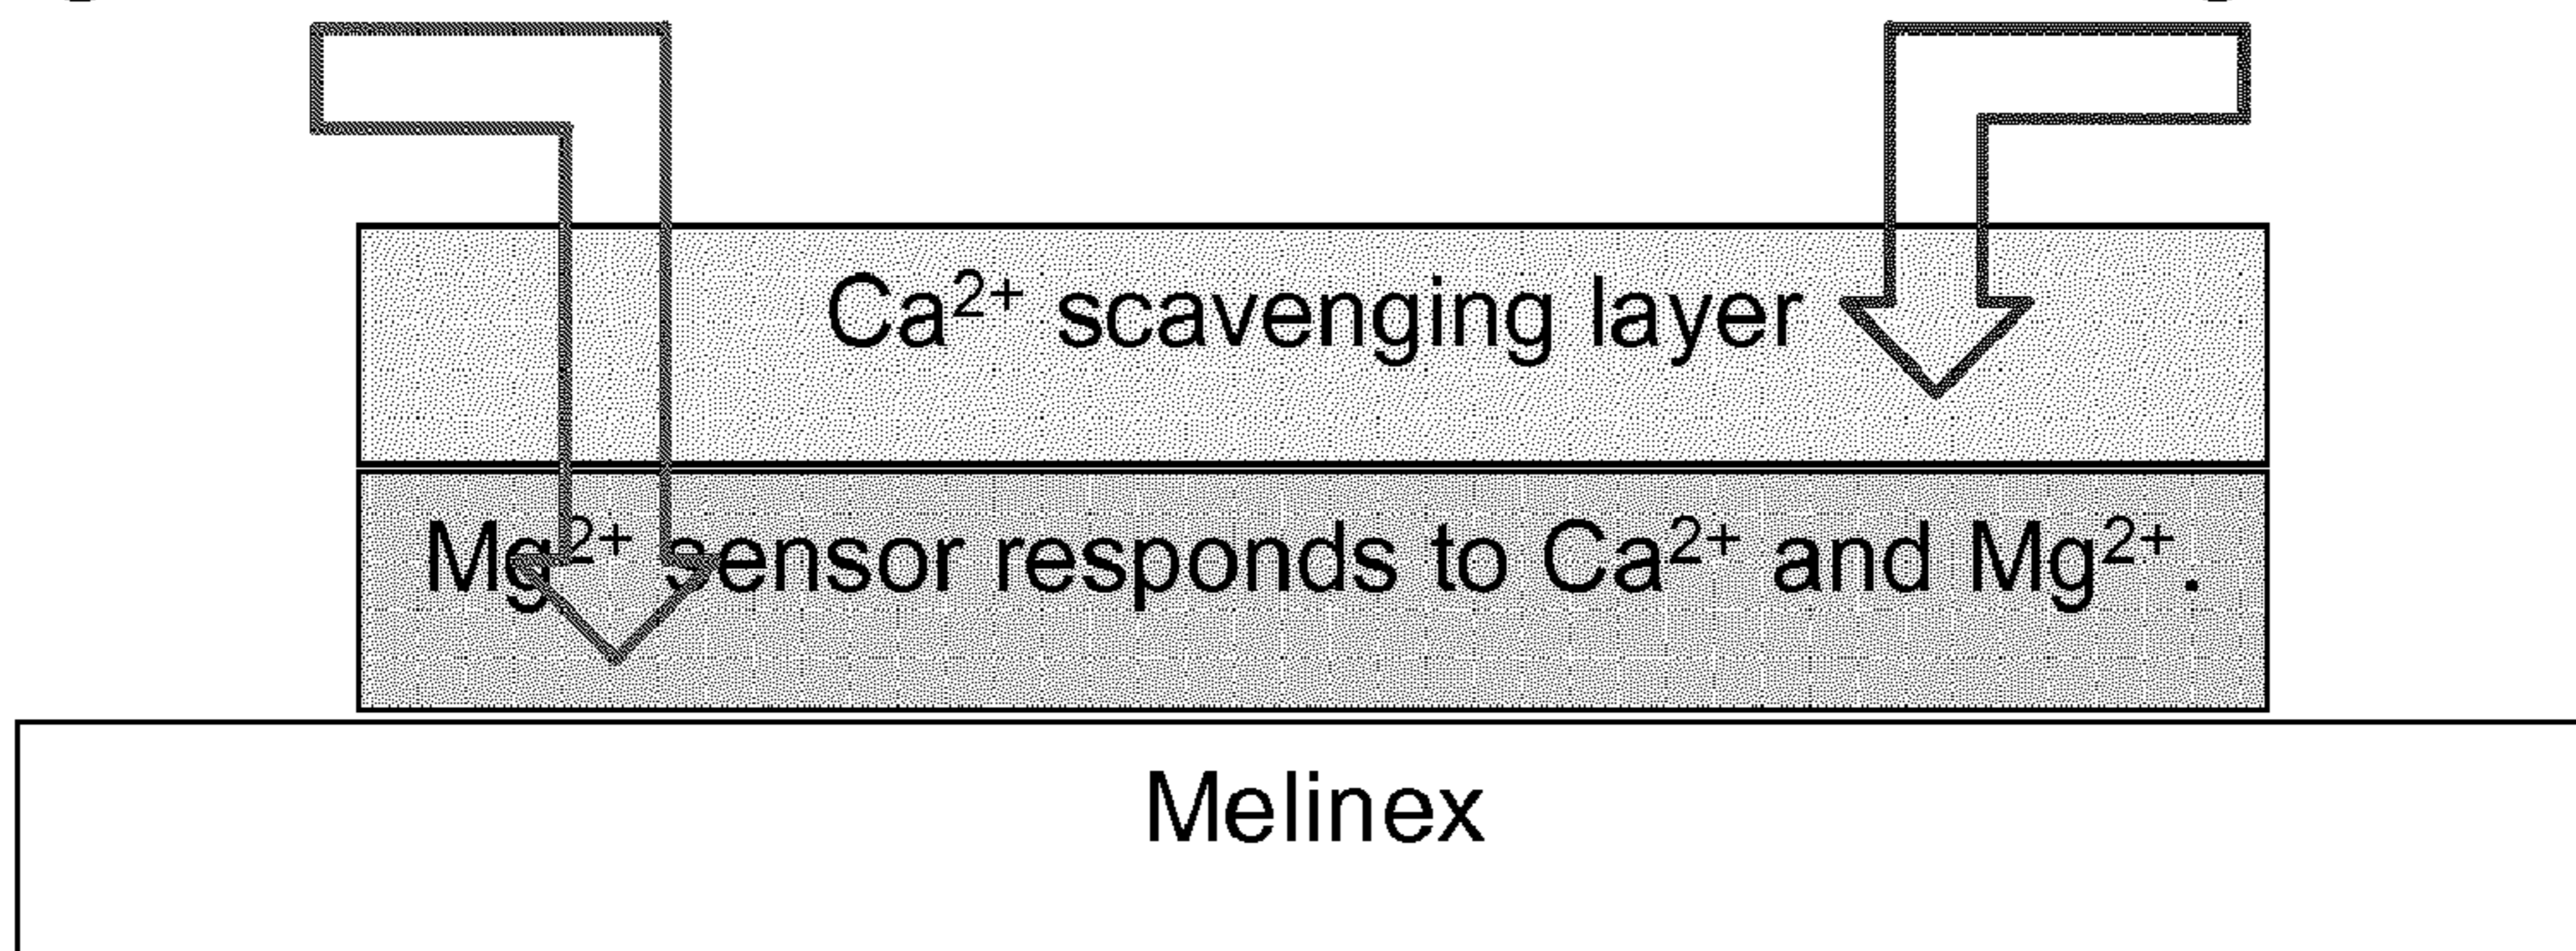 Ca²⁺ scavenging layer
Mg²⁺ sensor responds to Ca²⁺ and Mg²⁺.
Melinex